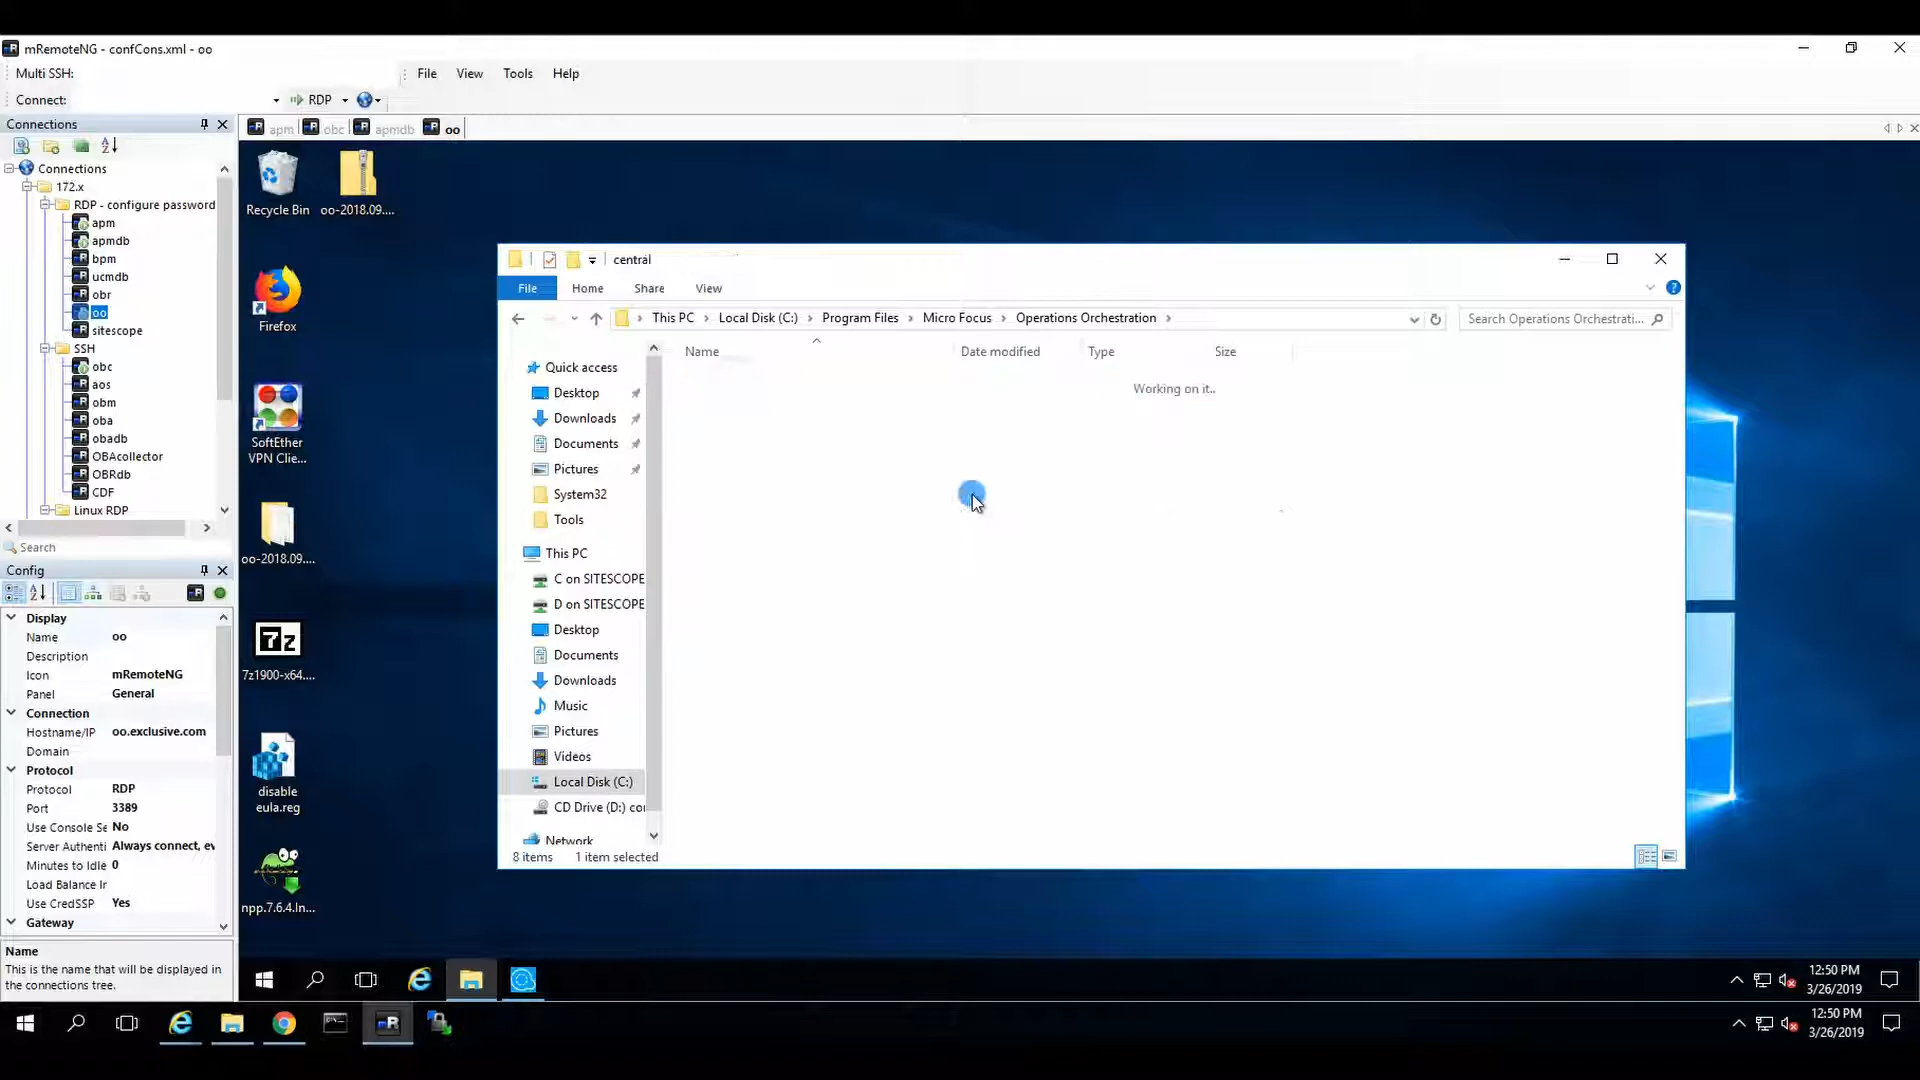 mRemoteNG - confCons.xml - oo
Multi SSH:
File View Tools Help
Connect:
RDP
Connections
apm obc apmdb oo
Connections
172.x
RDP - configure password
apm
apmdb
bpm
ucmdb
obr
oo
sitescope
SSH
obc
aos
obm
oba
obadb
OBAcollector
OBRdb
CDF
Linux RDP
Search
Config
Display
Name oo
Description
Icon mRemoteNG
Panel General
Connection
Hostname/IP oo.exclusive.com
Domain
Protocol
Protocol RDP
Port 3389
Use Console Se No
Server Authenti Always connect, ev
Minutes to Idle 0
Load Balance Ir
Use CredSSP Yes
Gateway
Name
This is the name that will be displayed in
the connections tree.
Recycle Bin
oo-2018.09....
Firefox
SoftEther
VPN Clie...
oo-2018.09....
7z
7z1900-x64....
disable
eula.reg
npp.7.6.4.In...
central
File Home Share View
This PC > Local Disk (C:) > Program Files > Micro Focus > Operations Orchestration >
Search Operations Orchestrati...
Name Date modified Type Size
Working on it..
Quick access
Desktop
Downloads
Documents
Pictures
System32
Tools
This PC
C on SITESCOPE
D on SITESCOPE
Desktop
Documents
Downloads
Music
Pictures
Videos
Local Disk (C:)
CD Drive (D:) co
Network
8 items 1 item selected
12:50 PM
3/26/2019
12:50 PM
3/26/2019